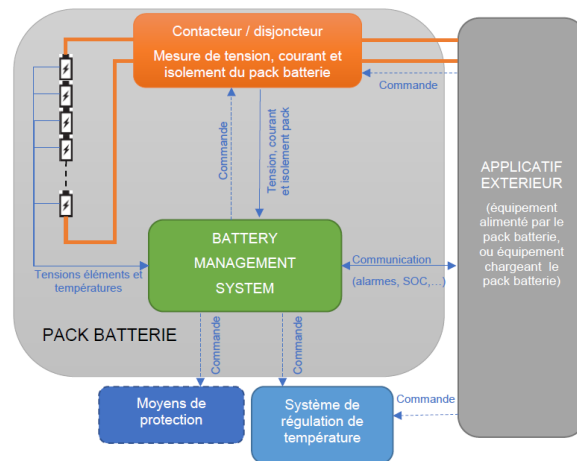 Contacteur / disjoncteur
Mesure de tension, courant et
isolement du pack batterie
Commande
Commande
Tension, courant
et isolement pack
APPLICATIF
EXTERIEUR
(équipement
alimenté par le
pack batterie,
ou équipement
chargeant le
pack batterie)
BATTERY
MANAGEMENT
SYSTEM
Communication
(alarmes, SOC,...)
Tensions éléments et
températures
PACK BATTERIE
Commande
Commande
Moyens de
protection
Système de
régulation de
température
Commande